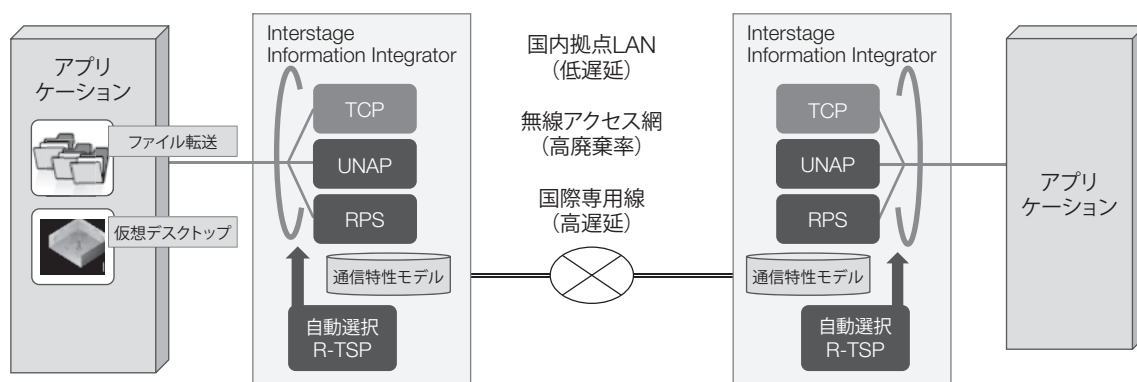 アプリ
ケーション
ファイル転送
仮想デスクトップ
Interstage
Information Integrator
TCP
UNAP
RPS
通信特性モデル
自動選択
R-TSP
国内拠点LAN
（低遅延）
無線アクセス網
（高廃棄率）
国際専用線
（高遅延）
Interstage
Information Integrator
TCP
UNAP
RPS
通信特性モデル
自動選択
R-TSP
アプリ
ケーション